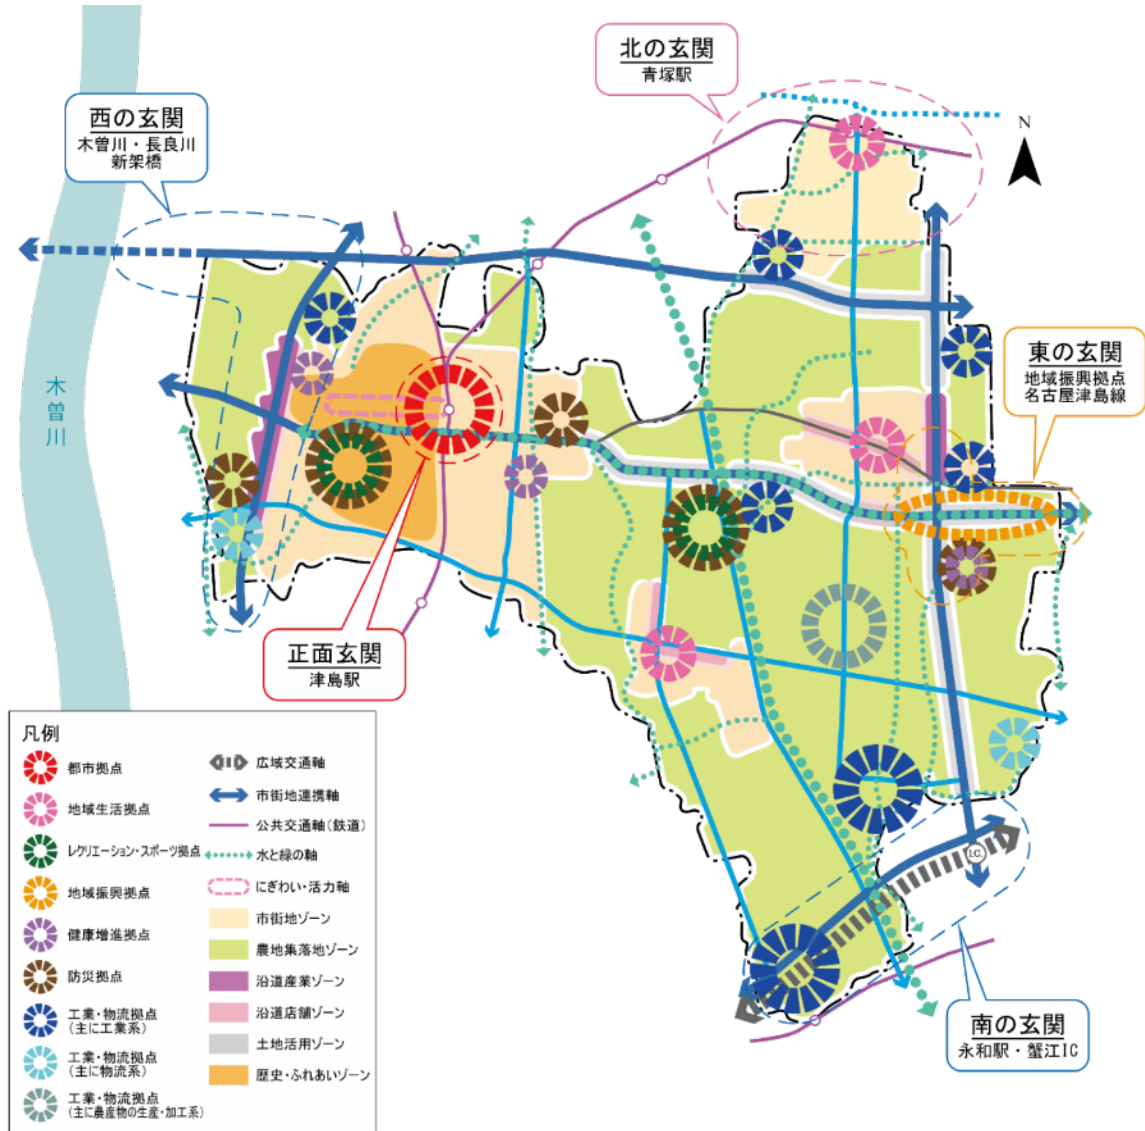 北の玄関
青塚駅
西の玄関
木曽川・長良川
新架橋
N
東の玄関
地域振興拠点
名古屋津島線
木曽川
正面玄関
津島駅
I.C.
南の玄関
永和駅・蟹江IC
凡例
都市拠点
地域生活拠点
レクリエーション・スポーツ拠点
地域振興拠点
健康増進拠点
防災拠点
工業・物流拠点
(主に工業系)
工業・物流拠点
(主に物流系)
工業・物流拠点
(主に農産物の生産・加工系)
広域交通軸
市街地連携軸
公共交通軸(鉄道)
水と緑の軸
にぎわい・活力軸
市街地ゾーン
農地集落地ゾーン
沿道産業ゾーン
沿道店舗ゾーン
土地活用ゾーン
歴史・ふれあいゾーン